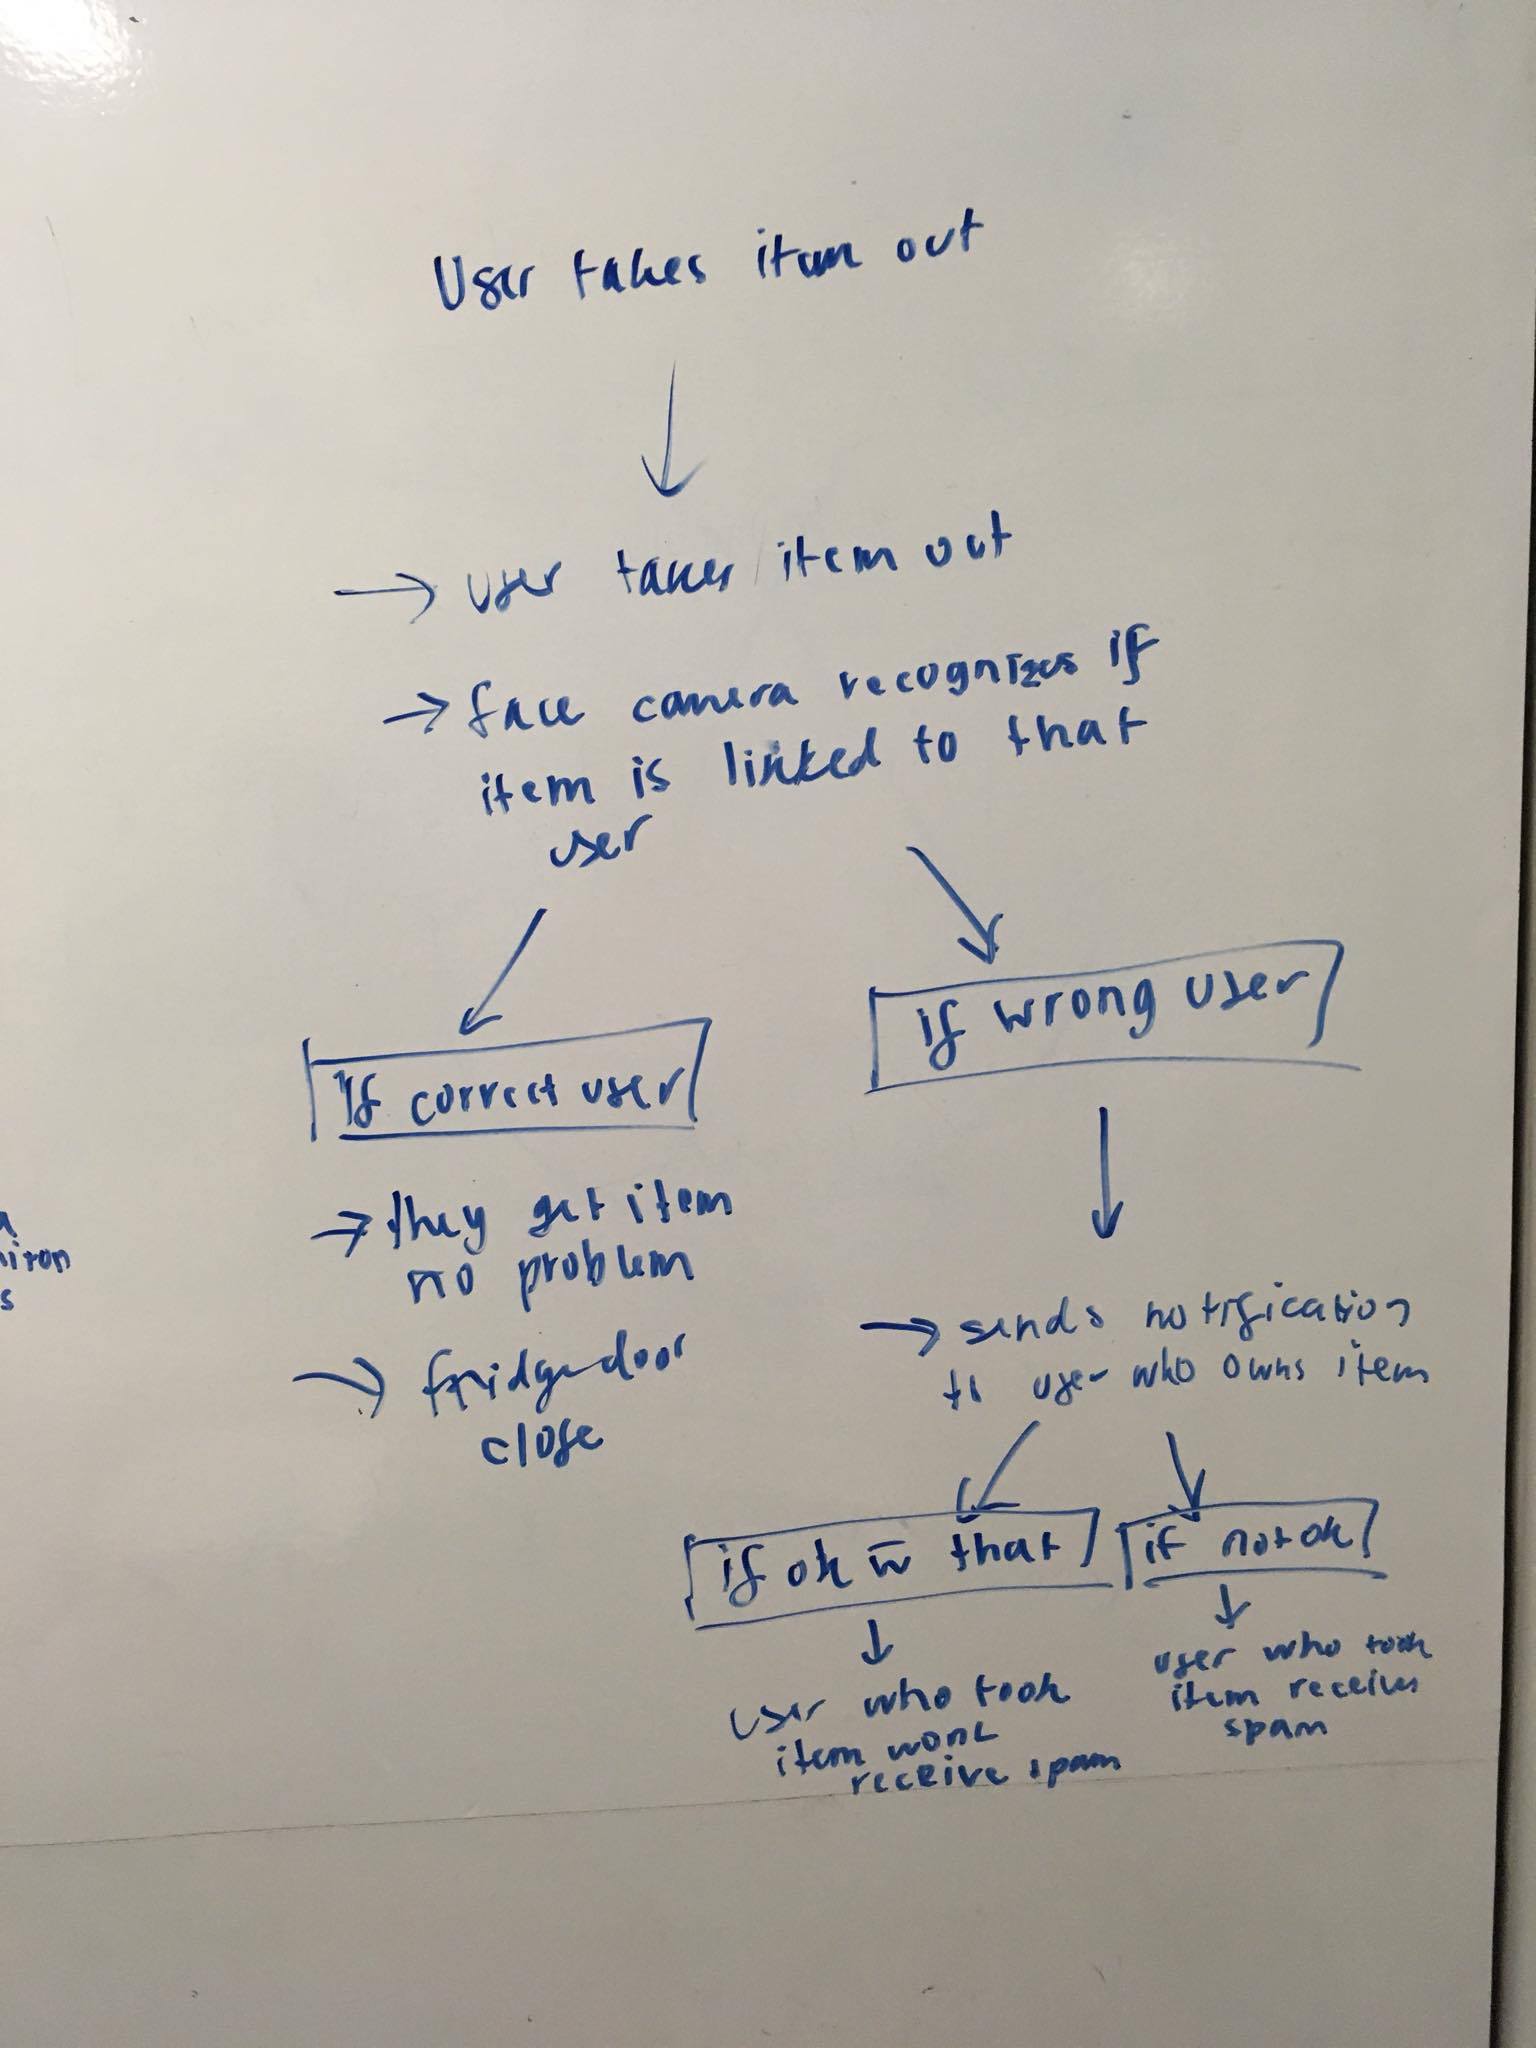 User takes item out
→ user takes item out
→ face camera recognizes if
item is linked to that
user
If correct user
if wrong user
→ they get item
no problem
→ fridge door
close
→ sends notification
to user who owns item
if ok w̄ that
if not ok
user who took
item wont
receive spam
user who took
item receives
spam